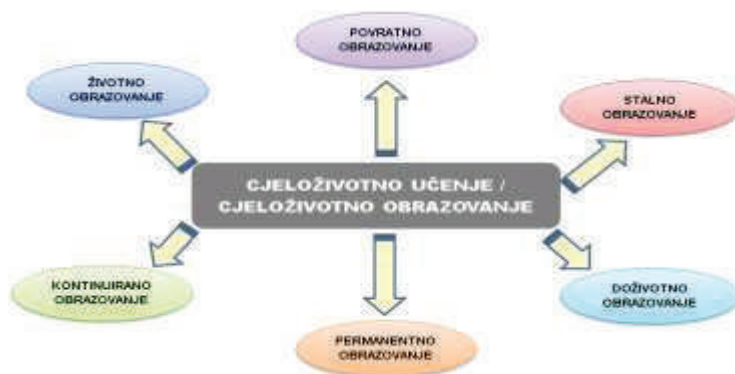 POVRATNO
OBRAZOVANJE
ŽIVOTNO
OBRAZOVANJE
STALNO
OBRAZOVANJE
CJELOŽIVOTNO UČENJE /
CJELOŽIVOTNO OBRAZOVANJE
KONTINUIRANO
OBRAZOVANJE
DOŽIVOTNO
OBRAZOVANJE
PERMANENTNO
OBRAZOVANJE